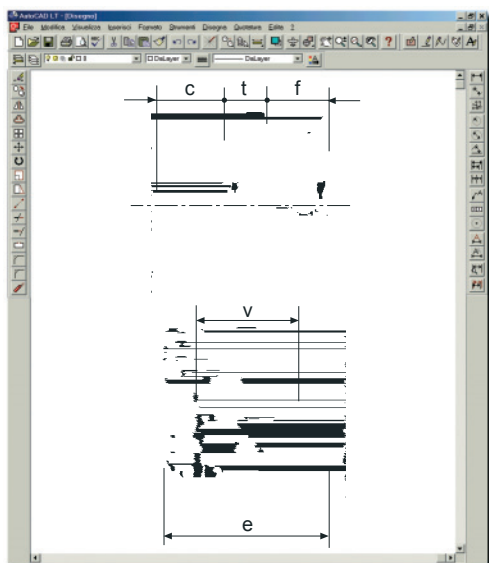 AutoCAD LT - [Disegno]
File Modifica Visualizza Inserisci Formato Strumenti Disegno Quotatura Edita ?
DaLayer DaLayer
c t f
v
e